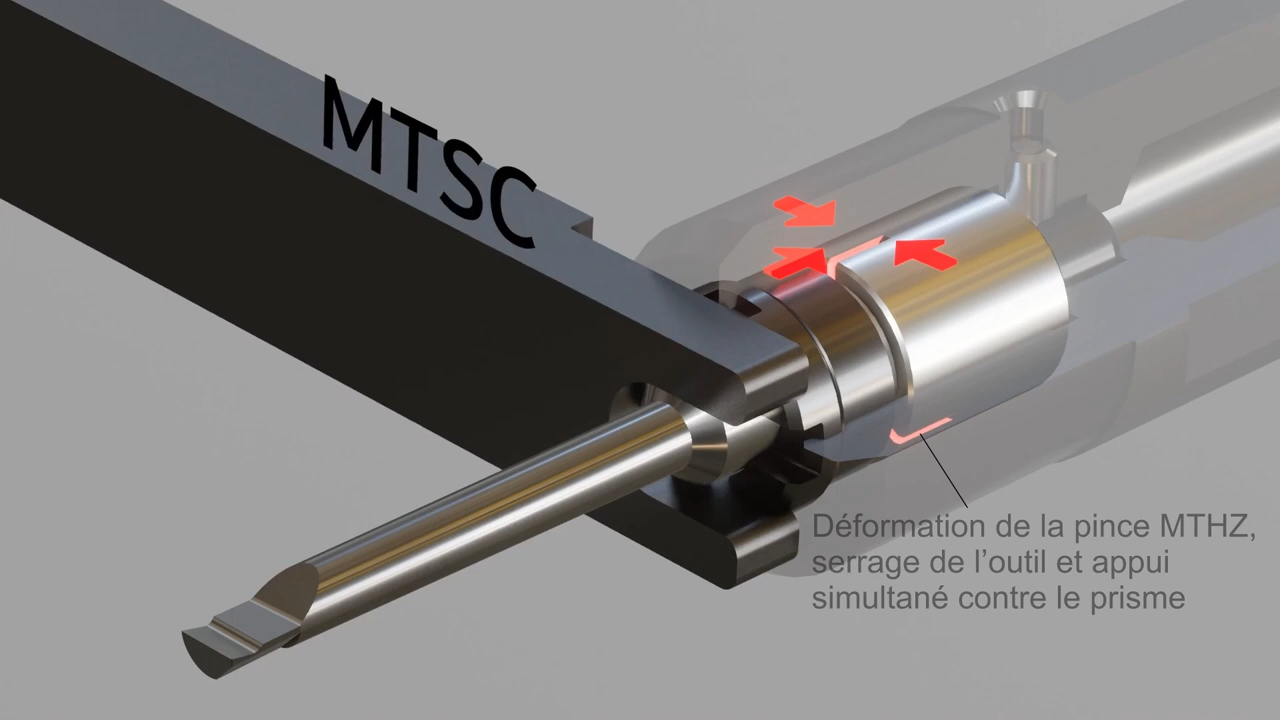 MTSC
Déformation de la pince MTHZ,
serrage de l’outil et appui
simultané contre le prisme